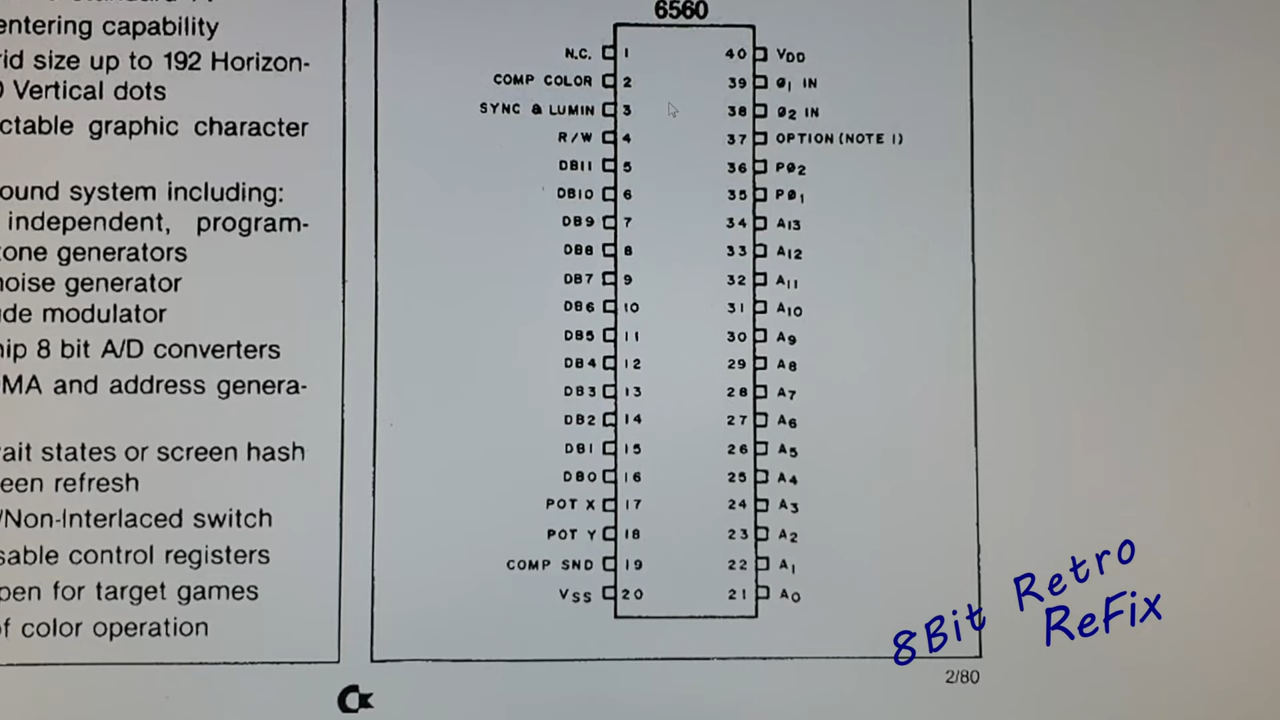 entering capability
rid size up to 192 Horizon-
Vertical dots
ctable graphic character
ound system including:
independent, program-
tone generators
noise generator
ude modulator
hip 8 bit A/D converters
MA and address genera-
ait states or screen hash
een refresh
/Non-Interlaced switch
sable control registers
pen for target games
of color operation
6560
N.C. 1 40 VDD
COMP COLOR 2 39 Ø1 IN
SYNC & LUMIN 3 38 Ø2 IN
R/W 4 37 OPTION (NOTE 1)
DB11 5 36 PØ2
DB10 6 35 PØ1
DB9 7 34 A13
DB8 8 33 A12
DB7 9 32 A11
DB6 10 31 A10
DB5 11 30 A9
DB4 12 29 A8
DB3 13 28 A7
DB2 14 27 A6
DB1 15 26 A5
DB0 16 25 A4
POT X 17 24 A3
POT Y 18 23 A2
COMP SND 19 22 A1
VSS 20 21 A0
8Bit Retro
ReFix
2/80